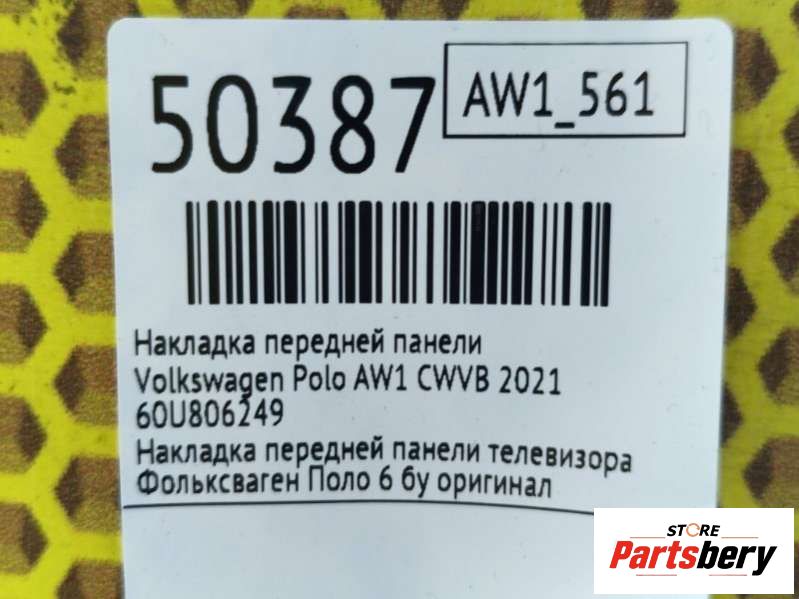 50387
AW1_561
Накладка передней панели
Volkswagen Polo AW1 CWVB 2021
60U806249
Накладка передней панели телевизора
Фольксваген Поло 6 бу оригинал
STORE
Partsbery